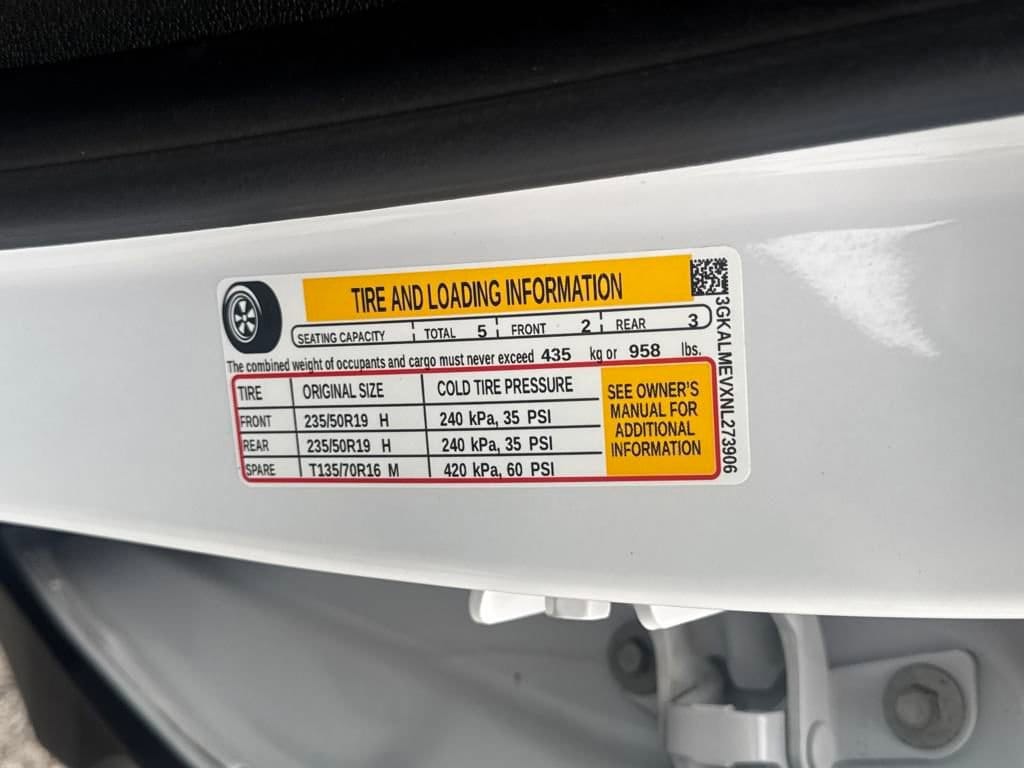 TIRE AND LOADING INFORMATION
SEATING CAPACITY TOTAL 5 FRONT 2 REAR 3
The combined weight of occupants and cargo must never exceed 435 kg or 958 lbs.
TIRE ORIGINAL SIZE COLD TIRE PRESSURE
FRONT 235/50R19 H 240 kPa, 35 PSI
REAR 235/50R19 H 240 kPa, 35 PSI
SPARE T135/70R16 M 420 kPa, 60 PSI
SEE OWNER'S
MANUAL FOR
ADDITIONAL
INFORMATION
3GKALMEVXNL273906